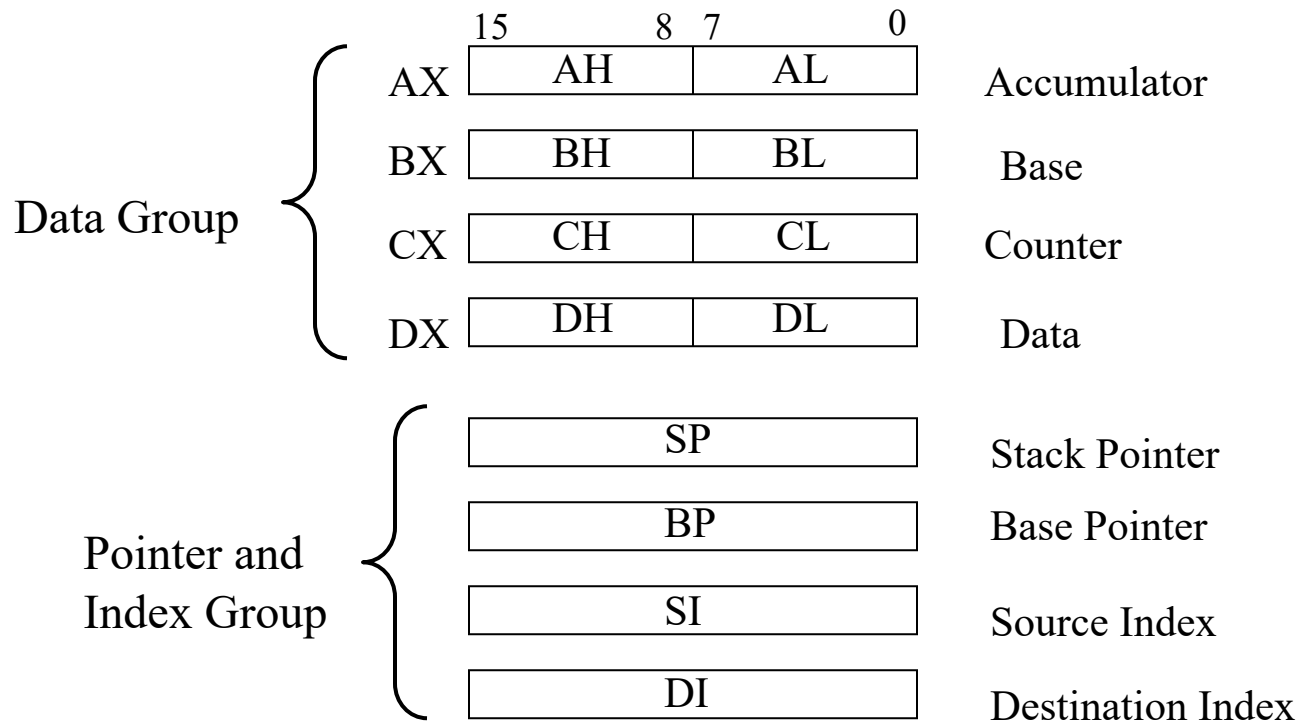 15 8 7 0
AX AH AL Accumulator
BX BH BL Base
Data Group
CX CH CL Counter
DX DH DL Data
SP Stack Pointer
BP Base Pointer
Pointer and
Index Group
SI Source Index
DI Destination Index